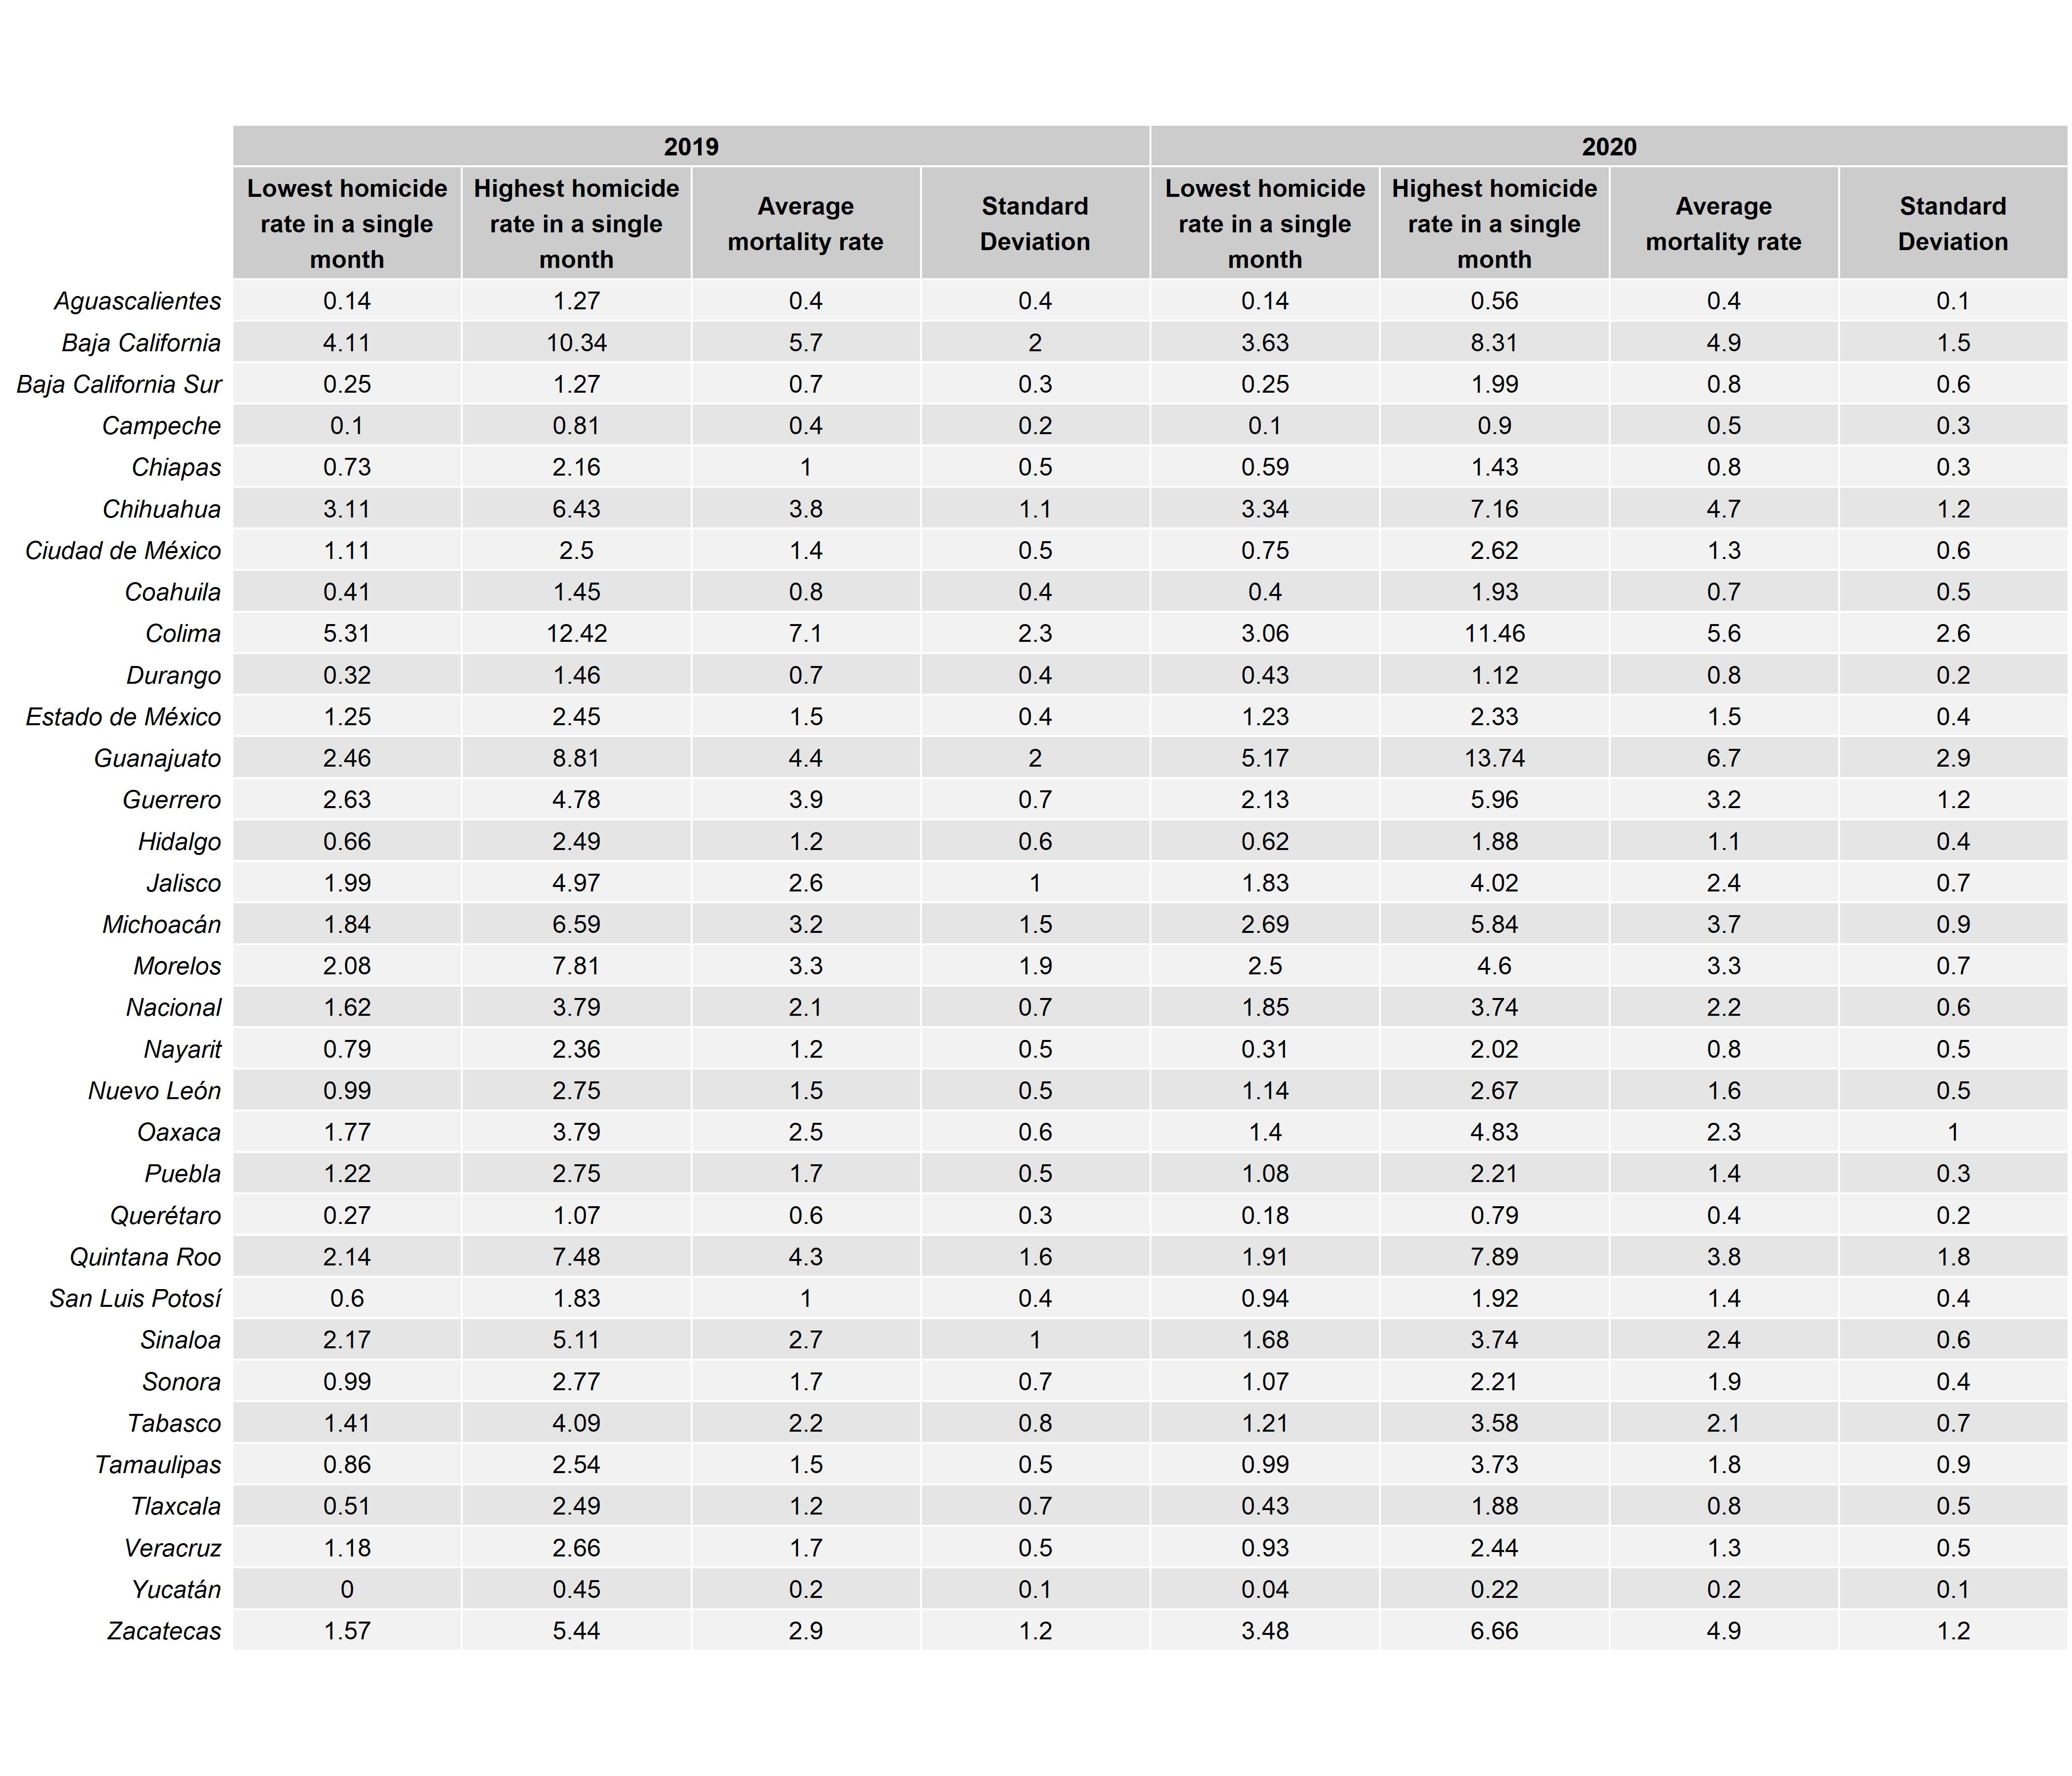 2019 2020
Lowest homicide rate in a single month Highest homicide rate in a single month Average mortality rate Standard Deviation Lowest homicide rate in a single month Highest homicide rate in a single month Average mortality rate Standard Deviation
Aguascalientes 0.14 1.27 0.4 0.4 0.14 0.56 0.4 0.1
Baja California 4.11 10.34 5.7 2 3.63 8.31 4.9 1.5
Baja California Sur 0.25 1.27 0.7 0.3 0.25 1.99 0.8 0.6
Campeche 0.1 0.81 0.4 0.2 0.1 0.9 0.5 0.3
Chiapas 0.73 2.16 1 0.5 0.59 1.43 0.8 0.3
Chihuahua 3.11 6.43 3.8 1.1 3.34 7.16 4.7 1.2
Ciudad de México 1.11 2.5 1.4 0.5 0.75 2.62 1.3 0.6
Coahuila 0.41 1.45 0.8 0.4 0.4 1.93 0.7 0.5
Colima 5.31 12.42 7.1 2.3 3.06 11.46 5.6 2.6
Durango 0.32 1.46 0.7 0.4 0.43 1.12 0.8 0.2
Estado de México 1.25 2.45 1.5 0.4 1.23 2.33 1.5 0.4
Guanajuato 2.46 8.81 4.4 2 5.17 13.74 6.7 2.9
Guerrero 2.63 4.78 3.9 0.7 2.13 5.96 3.2 1.2
Hidalgo 0.66 2.49 1.2 0.6 0.62 1.88 1.1 0.4
Jalisco 1.99 4.97 2.6 1 1.83 4.02 2.4 0.7
Michoacán 1.84 6.59 3.2 1.5 2.69 5.84 3.7 0.9
Morelos 2.08 7.81 3.3 1.9 2.5 4.6 3.3 0.7
Nacional 1.62 3.79 2.1 0.7 1.85 3.74 2.2 0.6
Nayarit 0.79 2.36 1.2 0.5 0.31 2.02 0.8 0.5
Nuevo León 0.99 2.75 1.5 0.5 1.14 2.67 1.6 0.5
Oaxaca 1.77 3.79 2.5 0.6 1.4 4.83 2.3 1
Puebla 1.22 2.75 1.7 0.5 1.08 2.21 1.4 0.3
Querétaro 0.27 1.07 0.6 0.3 0.18 0.79 0.4 0.2
Quintana Roo 2.14 7.48 4.3 1.6 1.91 7.89 3.8 1.8
San Luis Potosí 0.6 1.83 1 0.4 0.94 1.92 1.4 0.4
Sinaloa 2.17 5.11 2.7 1 1.68 3.74 2.4 0.6
Sonora 0.99 2.77 1.7 0.7 1.07 2.21 1.9 0.4
Tabasco 1.41 4.09 2.2 0.8 1.21 3.58 2.1 0.7
Tamaulipas 0.86 2.54 1.5 0.5 0.99 3.73 1.8 0.9
Tlaxcala 0.51 2.49 1.2 0.7 0.43 1.88 0.8 0.5
Veracruz 1.18 2.66 1.7 0.5 0.93 2.44 1.3 0.5
Yucatán 0 0.45 0.2 0.1 0.04 0.22 0.2 0.1
Zacatecas 1.57 5.44 2.9 1.2 3.48 6.66 4.9 1.2